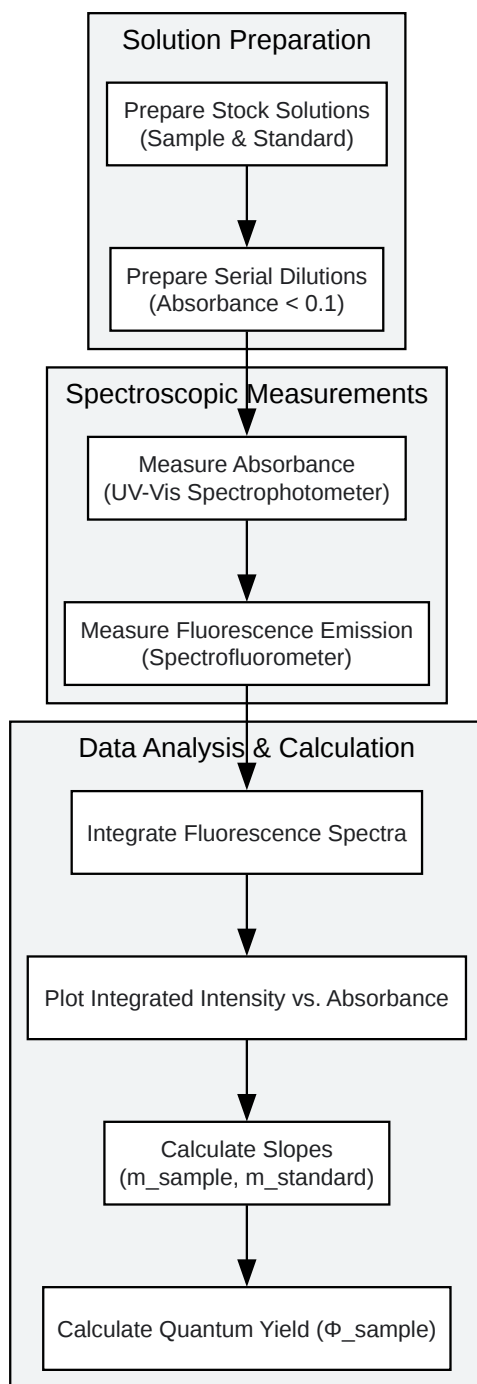 Solution Preparation
Prepare Stock Solutions
(Sample & Standard)
Prepare Serial Dilutions
(Absorbance < 0.1)
Spectroscopic Measurements
Measure Absorbance
(UV-Vis Spectrophotometer)
Measure Fluorescence Emission
(Spectrofluorometer)
Data Analysis & Calculation
Integrate Fluorescence Spectra
Plot Integrated Intensity vs. Absorbance
Calculate Slopes
(m_sample, m_standard)
Calculate Quantum Yield (Φ_sample)